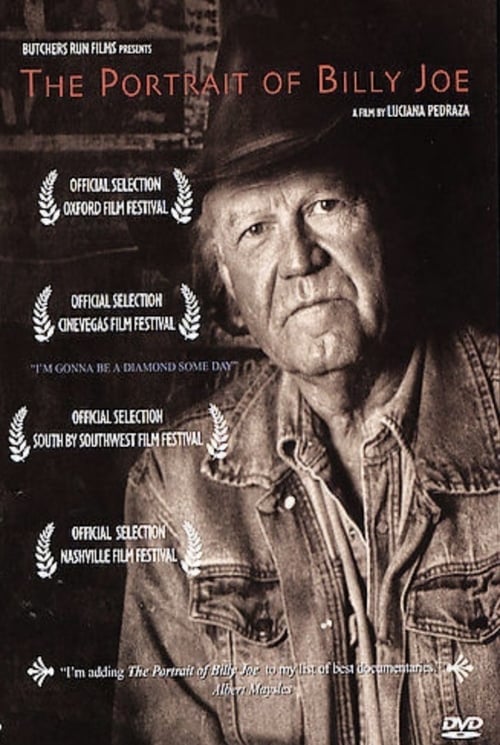 BUTCHERS RUN FILMS PRESENTS
THE PORTRAIT OF BILLY JOE
A FILM BY LUCIANA PEDRAZA
OFFICIAL SELECTION
OXFORD FILM FESTIVAL
OFFICIAL SELECTION
CINEVEGAS FILM FESTIVAL
"I'M GONNA BE A DIAMOND SOME DAY"
OFFICIAL SELECTION
SOUTH BY SOUTHWEST FILM FESTIVAL
OFFICIAL SELECTION
NASHVILLE FILM FESTIVAL
"I'm adding The Portrait of Billy Joe to my list of best documentaries."
Albert Maysles
DVD